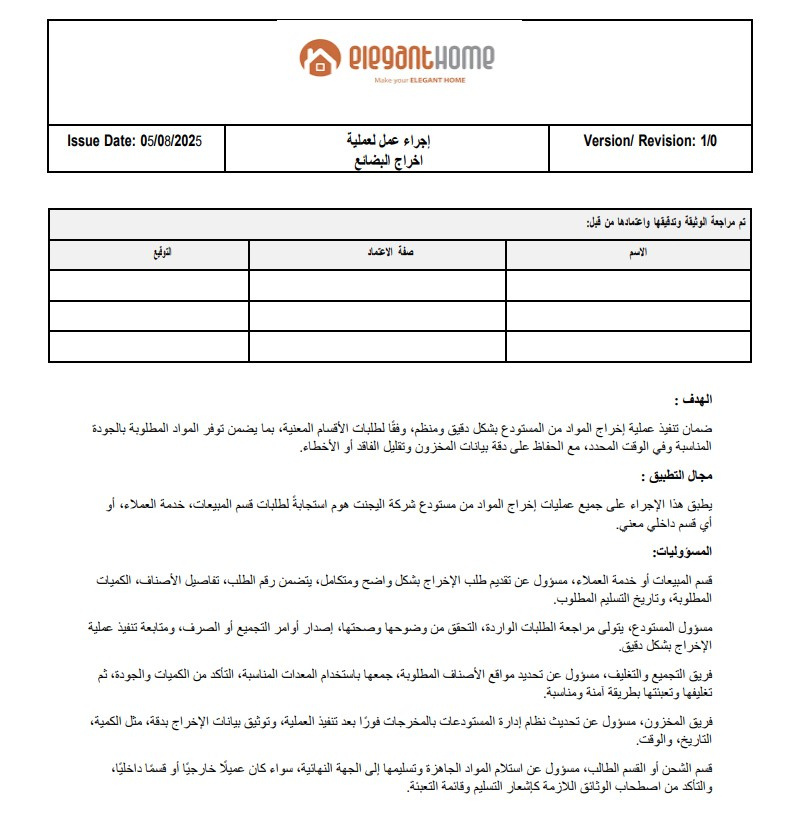 elegantHOME
Make your ELEGANT HOME
Issue Date: 05/08/2025
إجراء عمل لعملية
اخراج البضائع
Version/ Revision: 1/0
تم مراجعة الوثيقة وتدقيقها واعتمادها من قبل:
الاسم
صفة الاعتماد
التوقيع
الهدف :
ضمان تنفيذ عملية إخراج المواد من المستودع بشكل دقيق ومنظم، وفقًا لطلبات الأقسام المعنية، بما يضمن توفر المواد المطلوبة بالجودة
المناسبة وفي الوقت المحدد، مع الحفاظ على دقة بيانات المخزون وتقليل الفاقد أو الأخطاء.
مجال التطبيق :
يطبق هذا الإجراء على جميع عمليات إخراج المواد من مستودع شركة اليجنت هوم استجابةً لطلبات قسم المبيعات، خدمة العملاء، أو
أي قسم داخلي معني.
المسؤوليات:
قسم المبيعات أو خدمة العملاء، مسؤول عن تقديم طلب الإخراج بشكل واضح ومتكامل، يتضمن رقم الطلب، تفاصيل الأصناف، الكميات
المطلوبة، وتاريخ التسليم المطلوب.
مسؤول المستودع، يتولى مراجعة الطلبات الواردة، التحقق من وضوحها وصحتها، إصدار أوامر التجميع أو الصرف، ومتابعة تنفيذ عملية
الإخراج بشكل دقيق.
فريق التجميع والتغليف، مسؤول عن تحديد مواقع الأصناف المطلوبة، جمعها باستخدام المعدات المناسبة، التأكد من الكميات والجودة، ثم
تغليفها وتعبئتها بطريقة آمنة ومناسبة.
فريق المخزون، مسؤول عن تحديث نظام إدارة المستودعات بالمخرجات فورًا بعد تنفيذ العملية، وتوثيق بيانات الإخراج بدقة، مثل الكمية،
التاريخ، والوقت.
قسم الشحن أو القسم الطالب، مسؤول عن استلام المواد الجاهزة وتسليمها إلى الجهة النهائية، سواء كان عميلًا خارجيًا أو قسمًا داخليًا،
والتأكد من اصطحاب الوثائق اللازمة كإشعار التسليم وقائمة التعبئة.